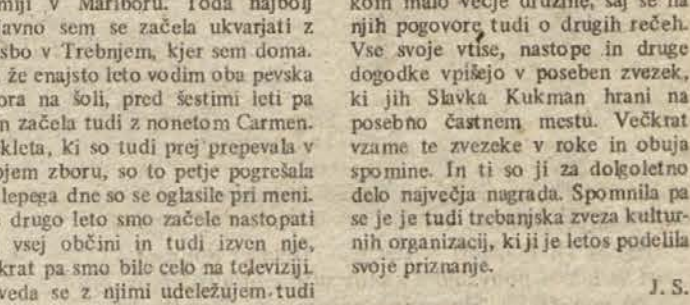 miji v Mariboru. Toda najbolj
avno sem se začela ukvarjati z
sbo v Trebnjem, kjer sem doma.
že enajsto leto vodim oba pevska
ora na šoli, pred šestimi leti pa
n začela tudi z nonetom Carmen.
kleta, ki so tudi prej prepevala v
ojem zboru, so to petje pogrešala
lepega dne so se oglasile pri meni.
drugo leto smo začele nastopati
vsej občini in tudi izven nje,
krat pa smo bile celo na televiziji.
veda se z njimi udeležujem tudi
kom malo večje družine, saj se na
njih pogovore tudi o drugih rečeh.
Vse svoje vtise, nastope in druge
dogodke vpišejo v poseben zvezek,
ki jih Slavka Kukman hrani na
posebno častnem mestu. Večkrat
vzame te zvezeke v roke in obuja
spomine. In ti so ji za dolgoletno
delo največja nagrada. Spomnila pa
se je je tudi trebanjska zveza kultur-
nih organizacij, ki ji je letos podelila
svoje priznanje.
J. S.